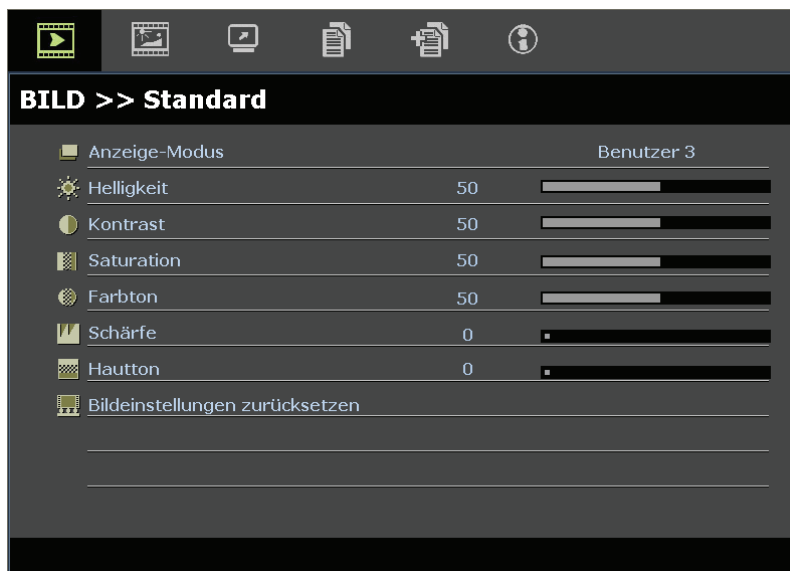 BILD >> Standard
Anzeige-Modus Benutzer 3
Helligkeit 50
Kontrast 50
Saturation 50
Farbton 50
Schärfe 0
Hautton 0
Bildeinstellungen zurücksetzen